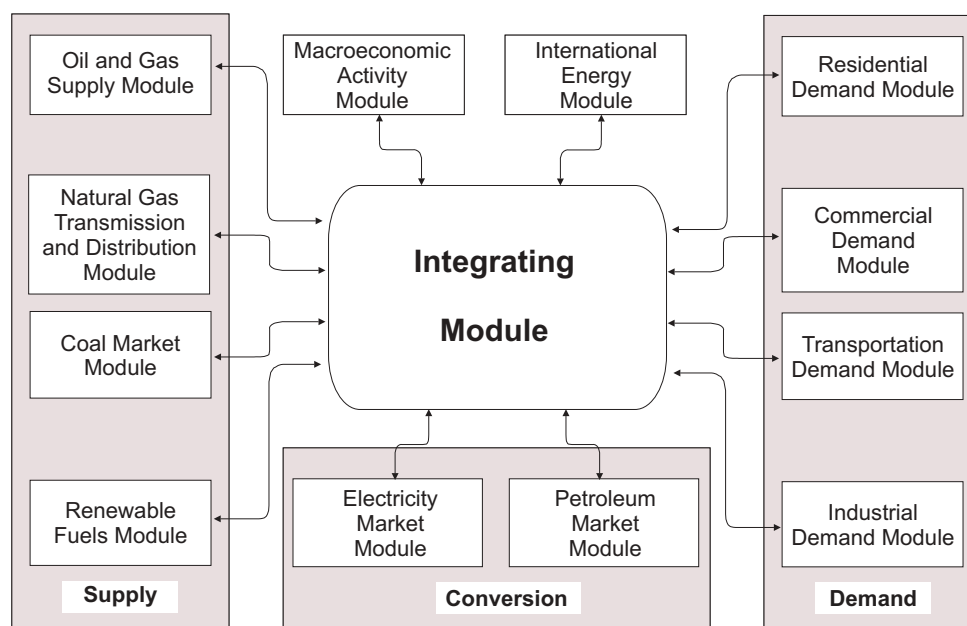 Oil and Gas
Supply Module
Natural Gas
Transmission
and Distribution
Module
Coal Market
Module
Renewable
Fuels Module
Supply
Macroeconomic
Activity
Module
International
Energy
Module
Integrating
Module
Electricity
Market
Module
Petroleum
Market
Module
Conversion
Residential
Demand Module
Commercial
Demand
Module
Transportation
Demand Module
Industrial
Demand Module
Demand